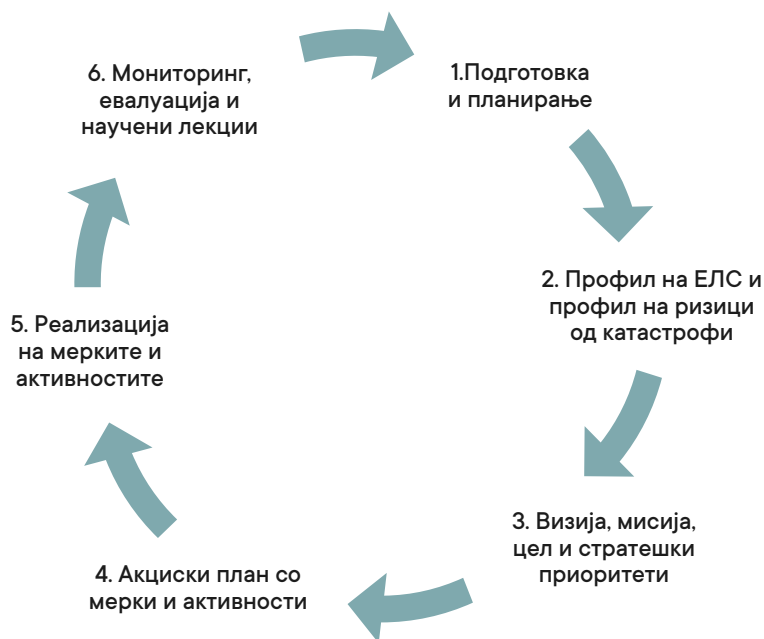 1.Подготовка
и планирање
2. Профил на ЕЛС и
профил на ризици
од катастрофи
3. Визија, мисија,
цел и стратешки
приоритети
4. Акциски план со
мерки и активности
5. Реализација
на мерките и
активностите
6. Мониторинг,
евалуација и
научени лекции